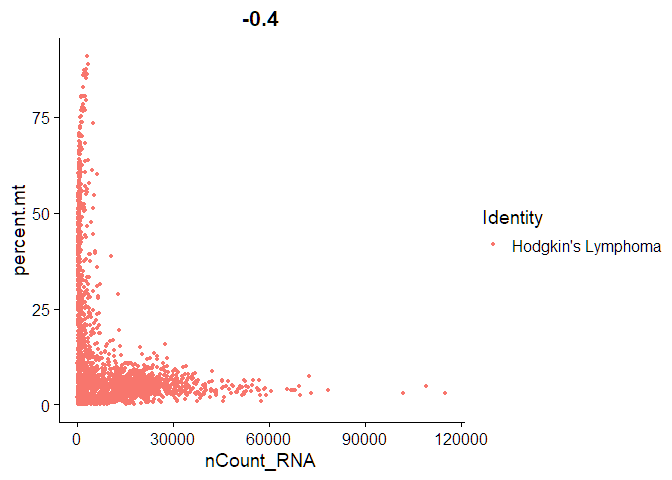 -0.4
percent.mt
75
50
25
0
0 30000 60000 90000 120000
nCount_RNA
Identity
Hodgkin's Lymphoma